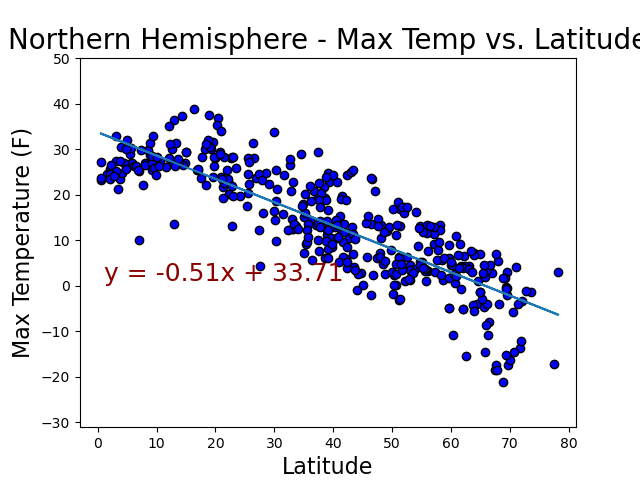 Northern Hemisphere - Max Temp vs. Latitude
50
40
30
20
10
0
−10
−20
−30
Max Temperature (F)
y = -0.51x + 33.71
0 10 20 30 40 50 60 70 80
Latitude